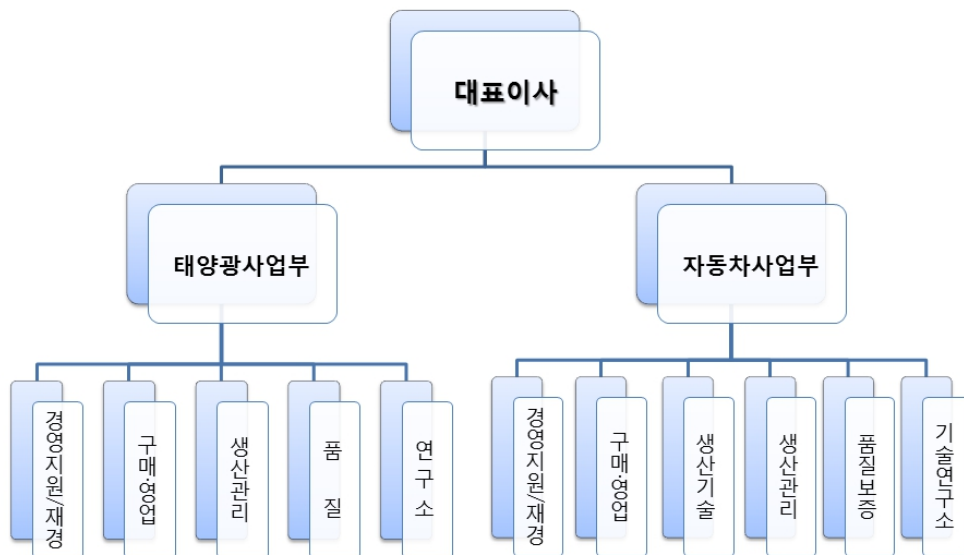 대표이사
태양광사업부
자동차사업부
경영지원/재경
구매·영업
생산관리
품 질
연구소
경영지원/재경
구매·영업
생산기술
생산관리
품질보증
기술연구소